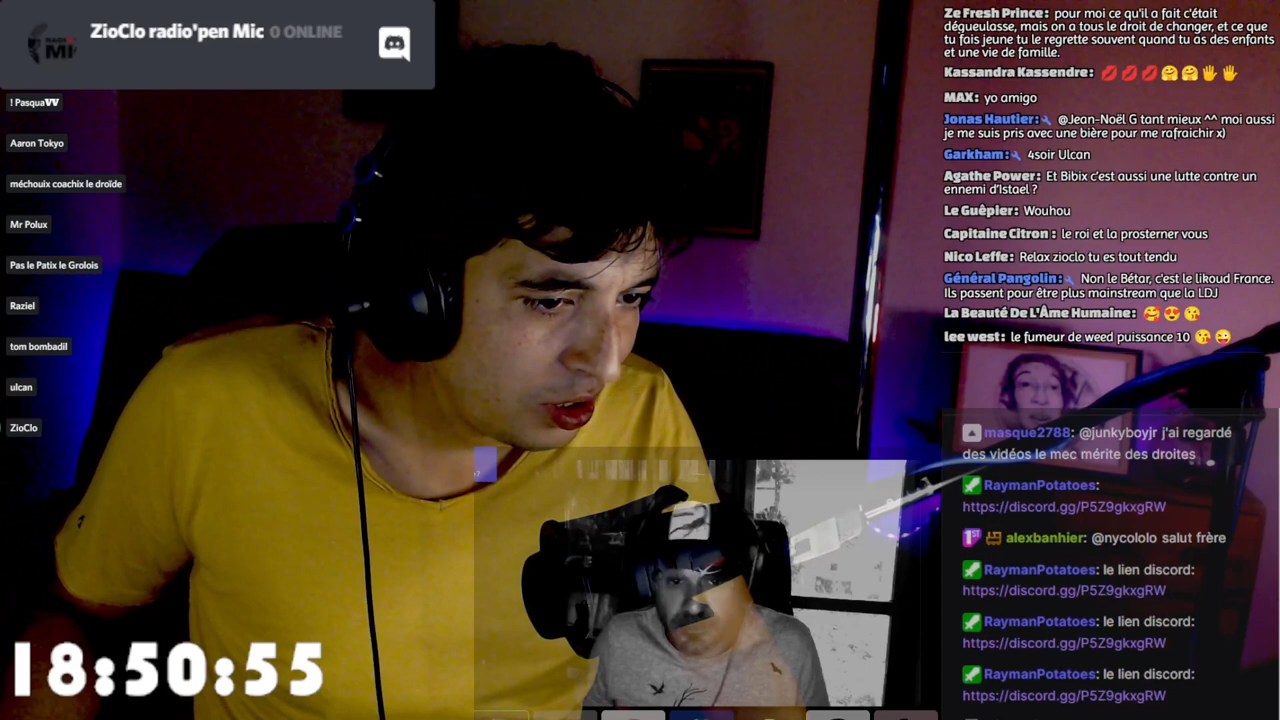 ZioClo radio'pen Mic 0 ONLINE
! PasquaVV
Aaron Tokyo
méchouix coachix le droïde
Mr Polux
Pas le Patix le Grolois
Raziel
tom bombadil
ulcan
ZioClo
18:50:55
Ze Fresh Prince: pour moi ce qu'il a fait c'était
dégueulasse, mais on a tous le droit de changer, et ce que
tu fais jeune tu le regrette souvent quand tu as des enfants
et une vie de famille.
Kassandra Kassendre: 💋💋💋🤗🤗🖐🖐
MAX: yo amigo
Jonas Hautier: @Jean-Noël G tant mieux ^^ moi aussi
je me suis pris avec une bière pour me rafraichir x)
Garkham: 4soir Ulcan
Agathe Power: Et Bibix c'est aussi une lutte contre un
ennemi d'Istael ?
Le Guêpier: Wouhou
Capitaine Citron : le roi et la prosterner vous
Nico Leffe: Relax zioclo tu es tout tendu
Général Pangolin: Non le Bétar, c'est le likoud France.
Ils passent pour être plus mainstream que la LDJ
La Beauté De L'Âme Humaine: 🥰😍😘
lee west: le fumeur de weed puissance 10 😘😜
masque2788: @junkyboyjr j'ai regardé
des vidéos le mec mérite des droites
RaymanPotatoes:
https://discord.gg/P5Z9gkxgRW
alexbanhier: @nycololo salut frère
RaymanPotatoes: le lien discord:
https://discord.gg/P5Z9gkxgRW
RaymanPotatoes: le lien discord:
https://discord.gg/P5Z9gkxgRW
RaymanPotatoes: le lien discord:
https://discord.gg/P5Z9gkxgRW